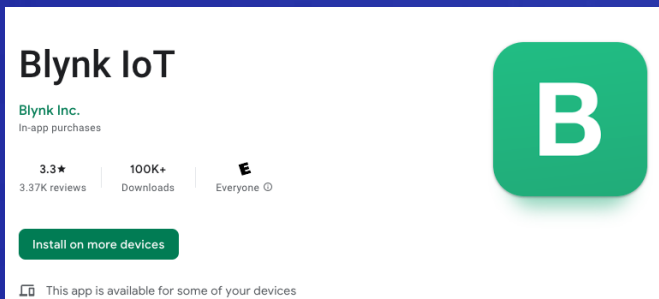 Blynk IoT
Blynk Inc.
In-app purchases
3.3★ 100K+ E
3.37K reviews Downloads Everyone
Install on more devices
This app is available for some of your devices
B